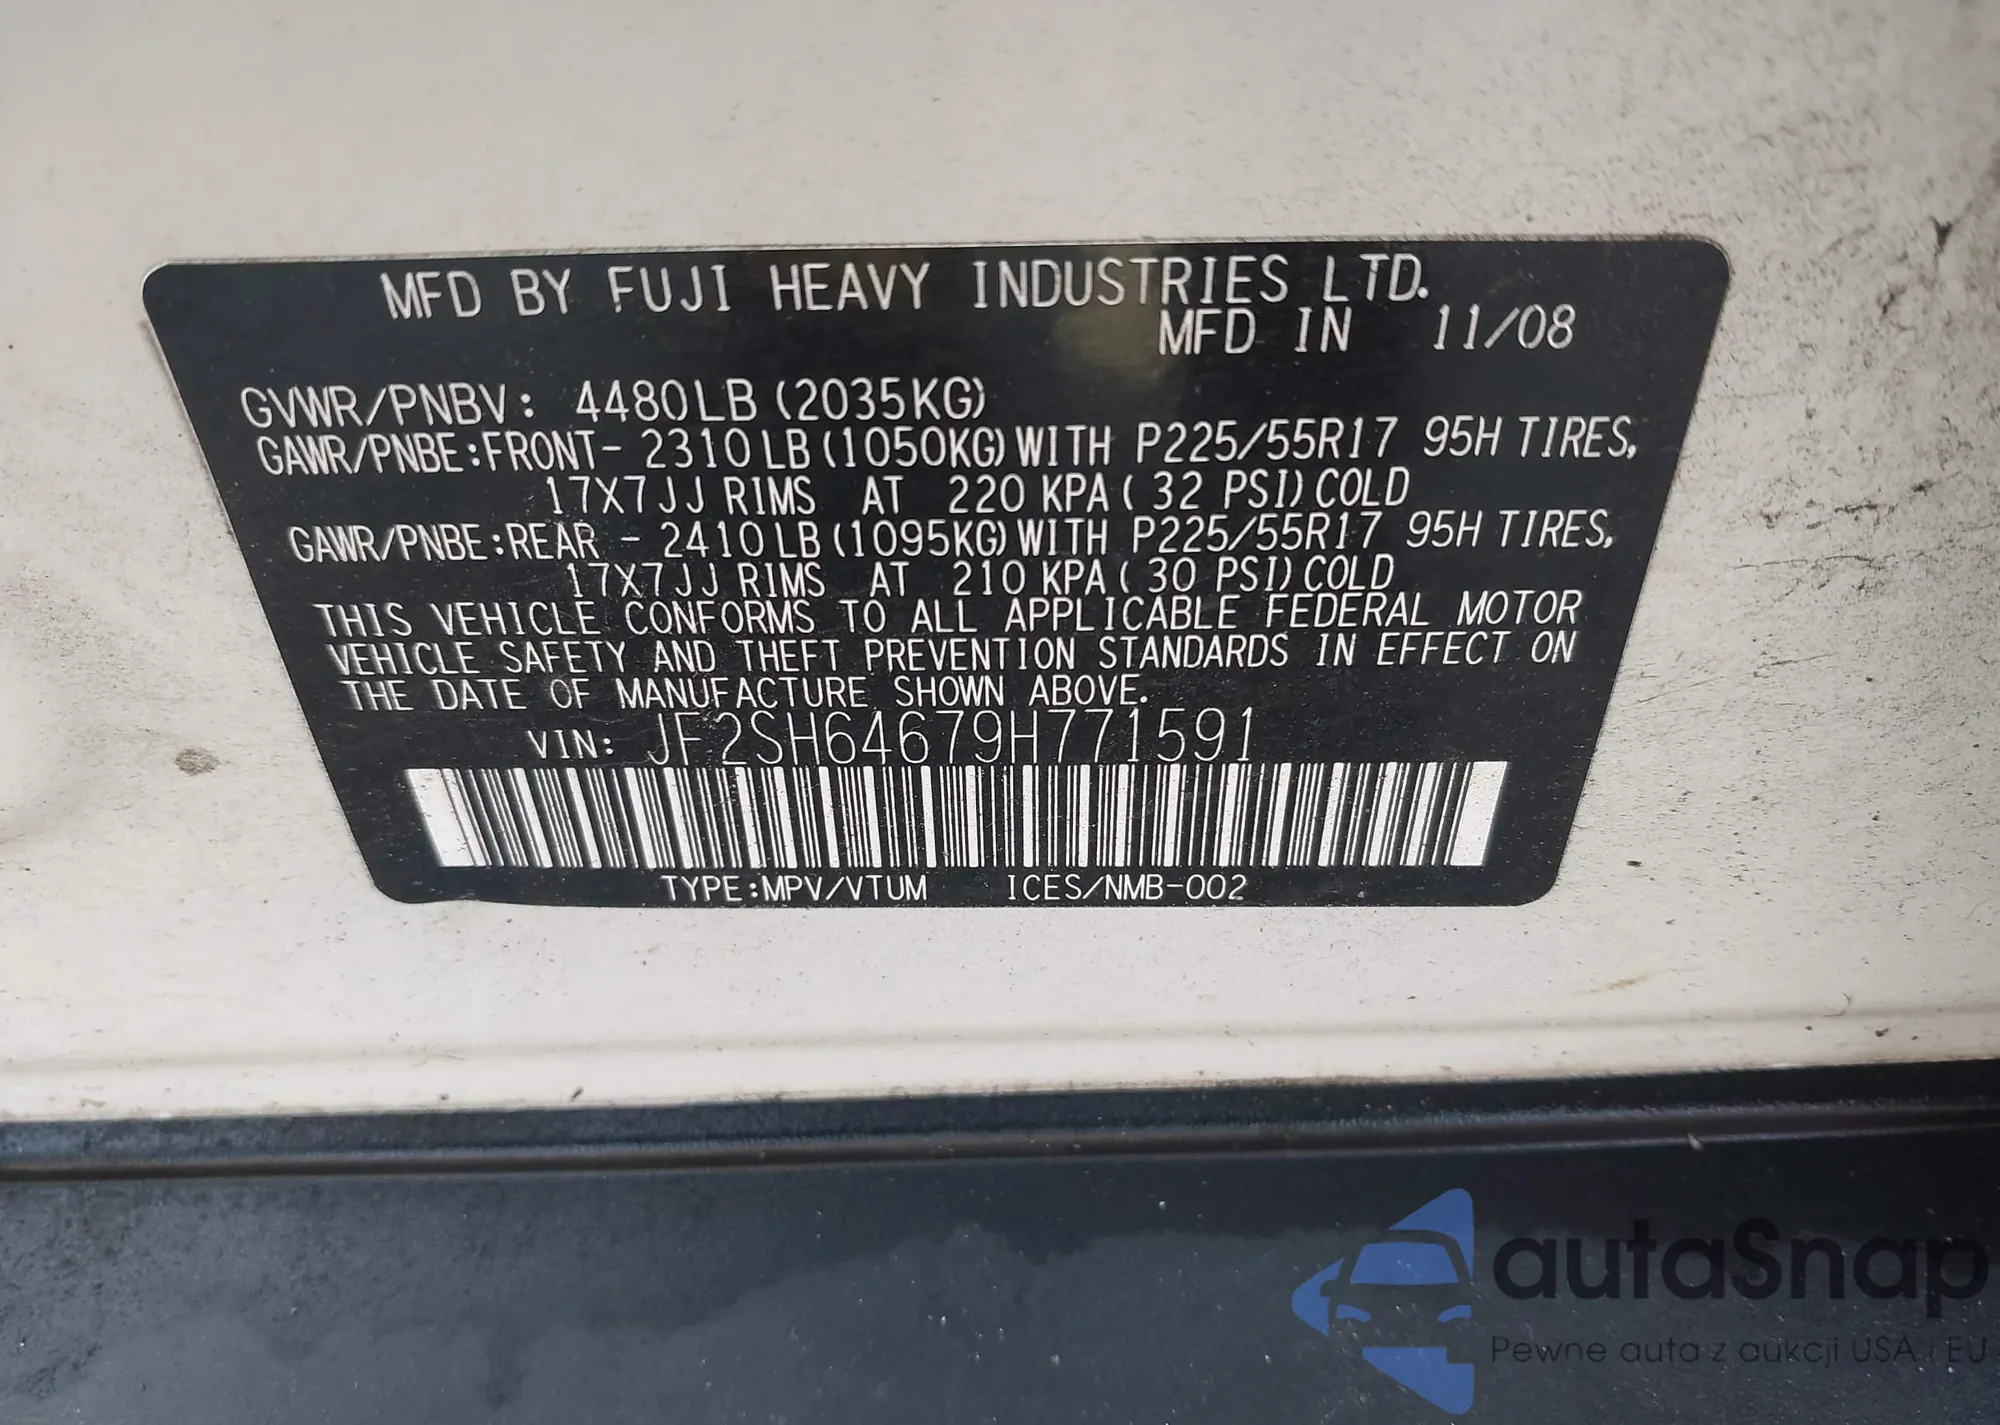 MFD BY FUJI HEAVY INDUSTRIES LTD.
MFD IN 11/08
GVWR/PNBV: 4480LB (2035KG)
GAWR/PNBE:FRONT- 2310LB(1050KG)WITH P225/55R17 95H TIRES,
17X7JJ RIMS AT 220 KPA( 32 PSI)COLD
GAWR/PNBE:REAR - 2410LB(1095KG)WITH P225/55R17 95H TIRES,
17X7JJ RIMS AT 210 KPA( 30 PSI)COLD
THIS VEHICLE CONFORMS TO ALL APPLICABLE FEDERAL MOTOR
VEHICLE SAFETY AND THEFT PREVENTION STANDARDS IN EFFECT ON
THE DATE OF MANUFACTURE SHOWN ABOVE.
VIN: JF2SH64679H771591
TYPE:MPV/VTUM ICES/NMB-002
autaSnap
Pewne auta z aukcji USA i EU